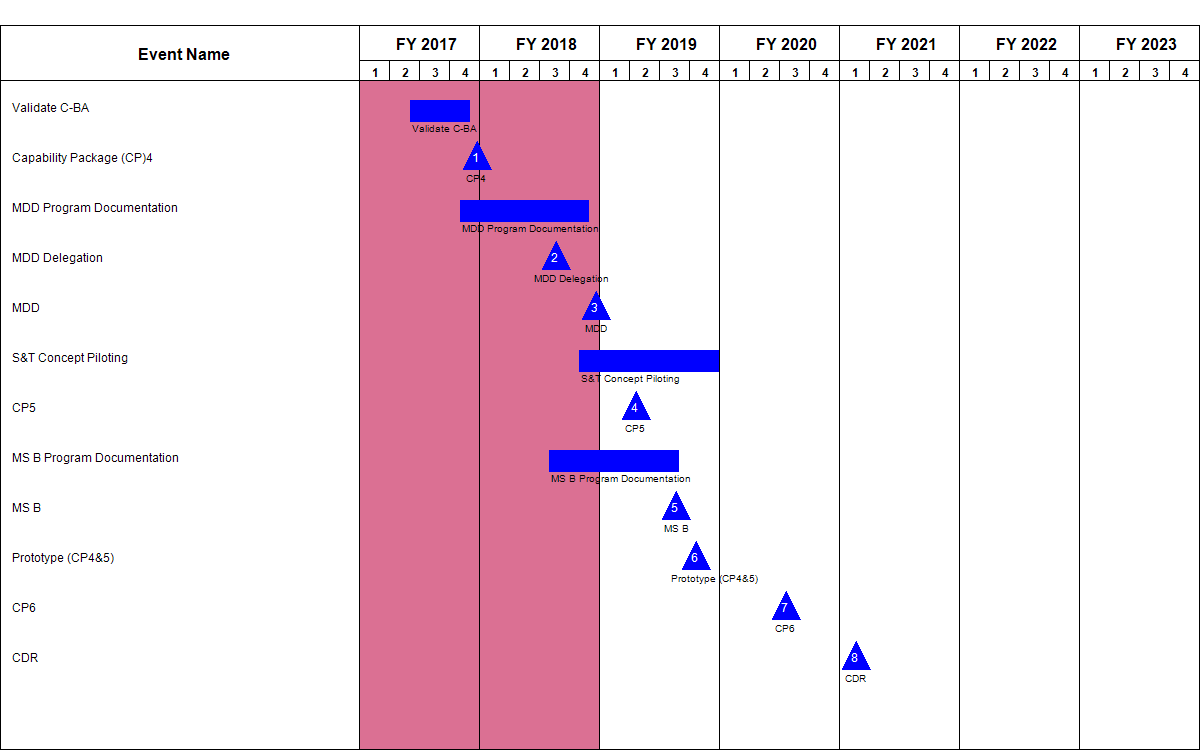 Event Name
FY 2017 FY 2018 FY 2019 FY 2020 FY 2021 FY 2022 FY 2023
1 2 3 4 1 2 3 4 1 2 3 4 1 2 3 4 1 2 3 4 1 2 3 4 1 2 3 4
Validate C-BA
Validate C-BA
Capability Package (CP)4
1
CP4
MDD Program Documentation
MDD Program Documentation
MDD Delegation
2
MDD Delegation
MDD
3
MDD
S&T Concept Piloting
S&T Concept Piloting
CP5
4
CP5
MS B Program Documentation
MS B Program Documentation
MS B
5
MS B
Prototype (CP4&5)
6
Prototype (CP4&5)
CP6
7
CP6
CDR
8
CDR